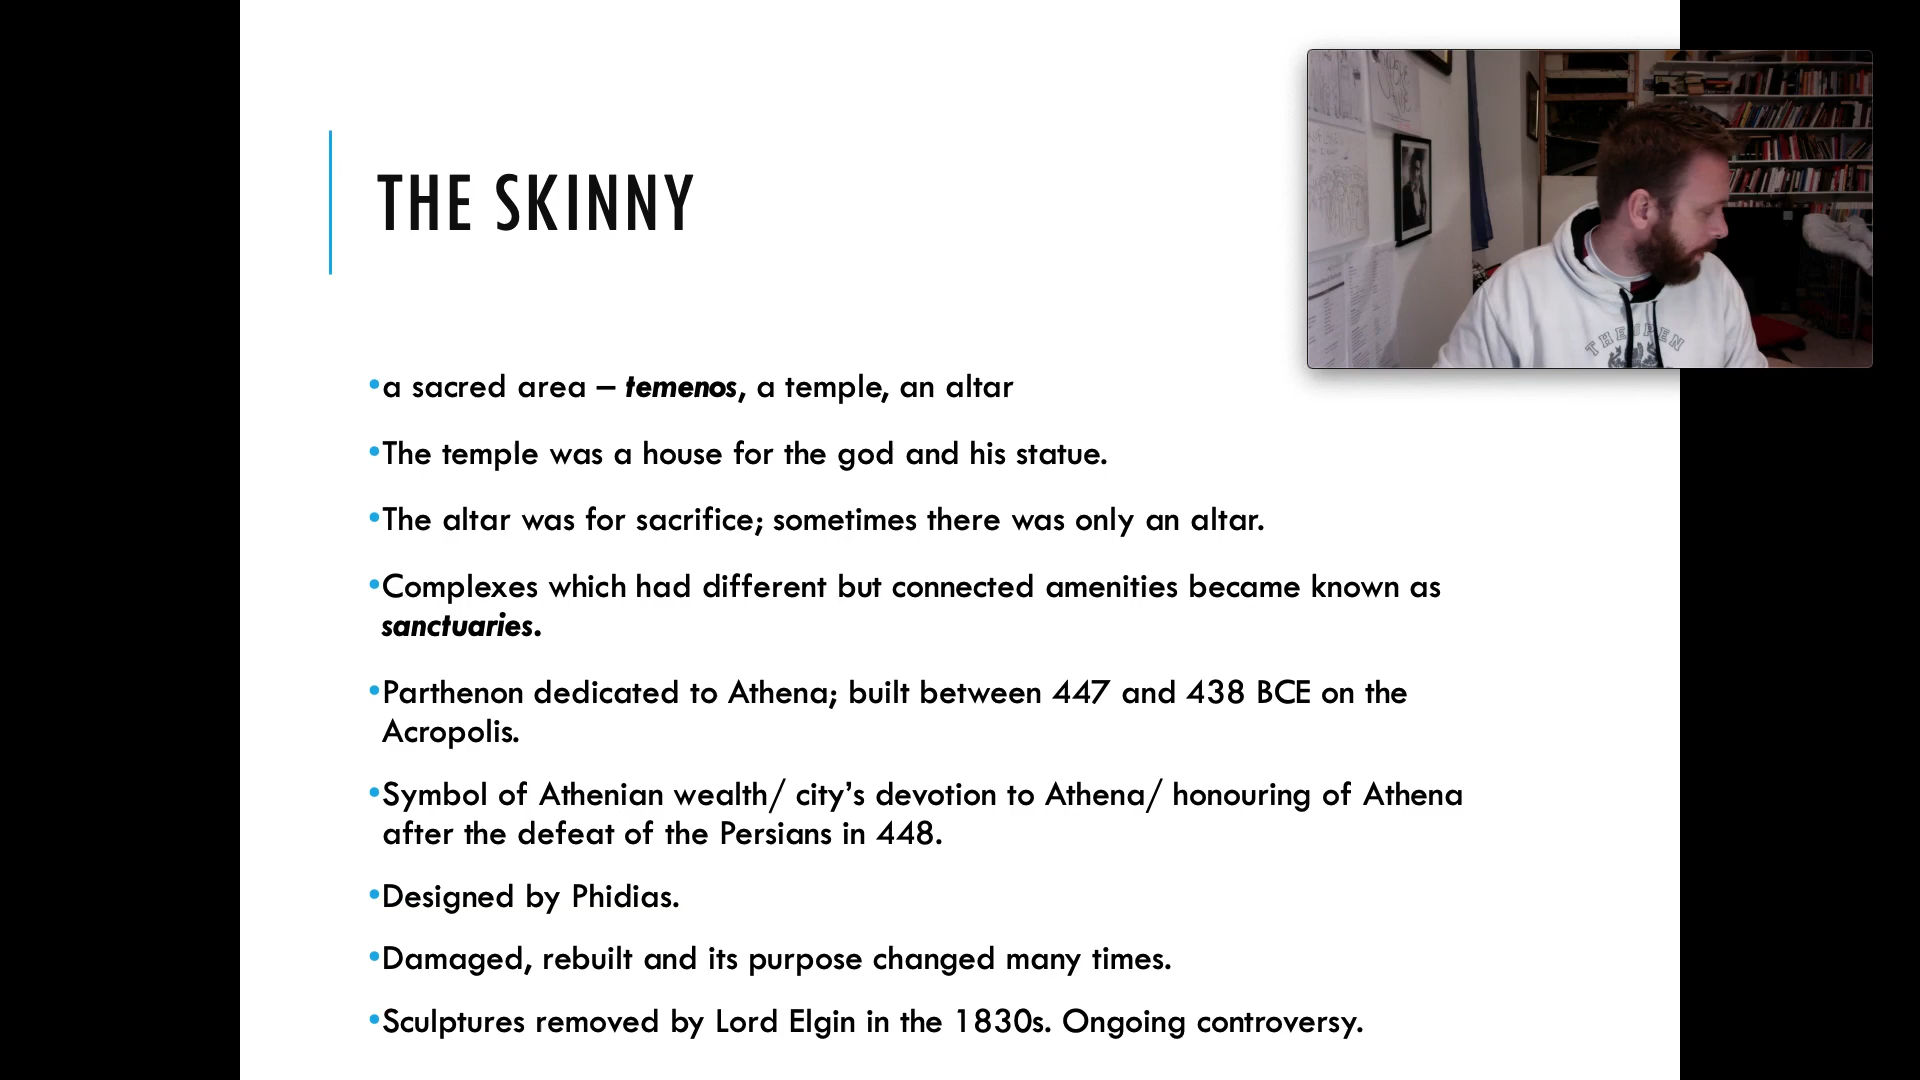 THE SKINNY
•a sacred area – temenos, a temple, an altar
•The temple was a house for the god and his statue.
•The altar was for sacrifice; sometimes there was only an altar.
•Complexes which had different but connected amenities became known as
sanctuaries.
•Parthenon dedicated to Athena; built between 447 and 438 BCE on the
Acropolis.
•Symbol of Athenian wealth/ city’s devotion to Athena/ honouring of Athena
after the defeat of the Persians in 448.
•Designed by Phidias.
•Damaged, rebuilt and its purpose changed many times.
•Sculptures removed by Lord Elgin in the 1830s. Ongoing controversy.